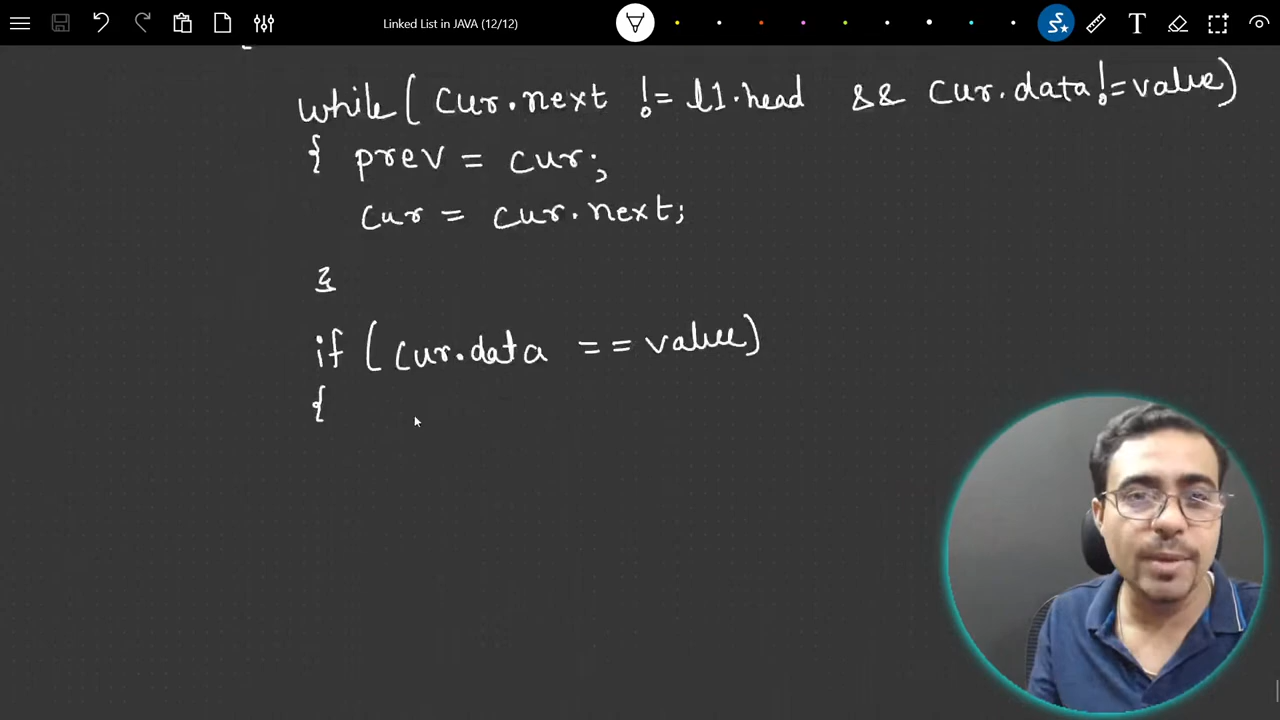 Linked List in JAVA (12/12)
while( cur.next != l1.head && cur.data != value)
{ prev = cur;
cur = cur.next;
}
if (cur.data == value)
{